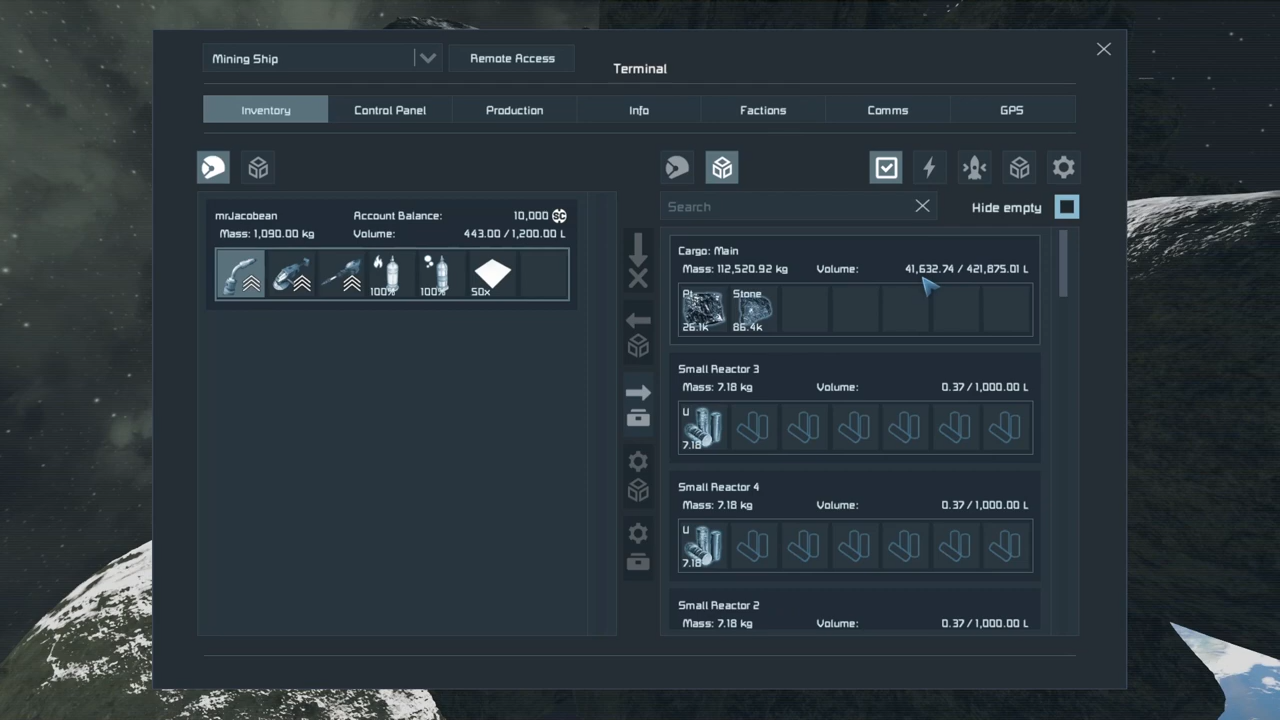 Mining Ship
Remote Access
Terminal
Inventory
Control Panel
Production
Info
Factions
Comms
GPS
mrJacobean
Account Balance: 10,000 SC
Mass: 1,090.00 kg
Volume: 443.00 / 1,200.00 L
100%
100%
50x
Search
Hide empty
Cargo: Main
Mass: 112,520.92 kg
Volume: 41,632.74 / 421,875.01 L
Pt
26.1k
Stone
86.4k
Small Reactor 3
Mass: 7.18 kg
Volume: 0.37 / 1,000.00 L
U
7.18
Small Reactor 4
Mass: 7.18 kg
Volume: 0.37 / 1,000.00 L
U
7.18
Small Reactor 2
Mass: 7.18 kg
Volume: 0.37 / 1,000.00 L